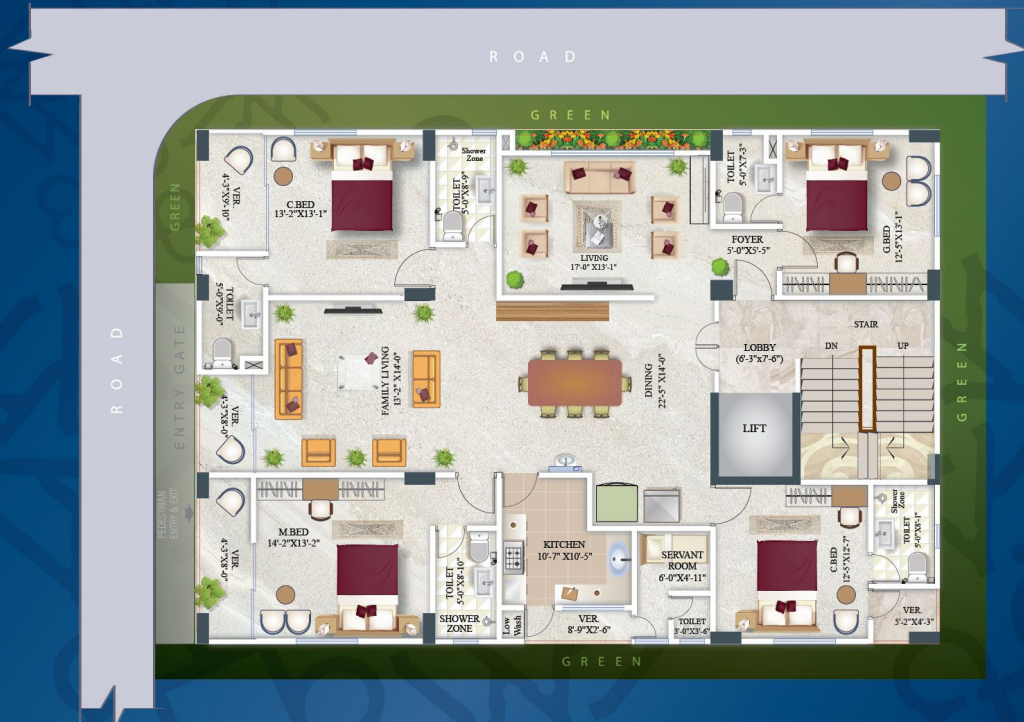 ROAD
GREEN
GREEN
VER.
4'-3"X9'-10"
C.BED
13'-2"X13'-1"
Shower
Zone
TOILET
5'-0"X8'-9"
LIVING
17'-0" X13'-1"
TOILET
5'-0"X7'-3"
FOYER
5'-0"X5'-5"
G.BED
12'-5"X13'-1"
TOILET
5'-0"X9'-0"
ROAD
ENTRY GATE
FAMILY LIVING
13'-2" X14'-0"
DINING
22'-5" X14'-0"
LOBBY
(6'-3"x7'-6")
STAIR
DN
UP
GREEN
VER.
4'-3"X8'-0"
LIFT
PEDESTRIAN
ENTRY & EXIT
M.BED
14'-2"X13'-2"
VER.
4'-3"X8'-0"
TOILET
5'-0"X8'-10"
SHOWER
ZONE
KITCHEN
10'-7" X10'-5"
SERVANT
ROOM
6'-0"X4'-11"
C.BED
12'-5"X12'-7"
Shower
Zone
TOILET
5'-0"X8'-1"
Low
Wash
VER.
8'-9"X2'-6"
TOILET
3'-0"X3'-6"
VER.
5'-2"X4'-3"
GREEN